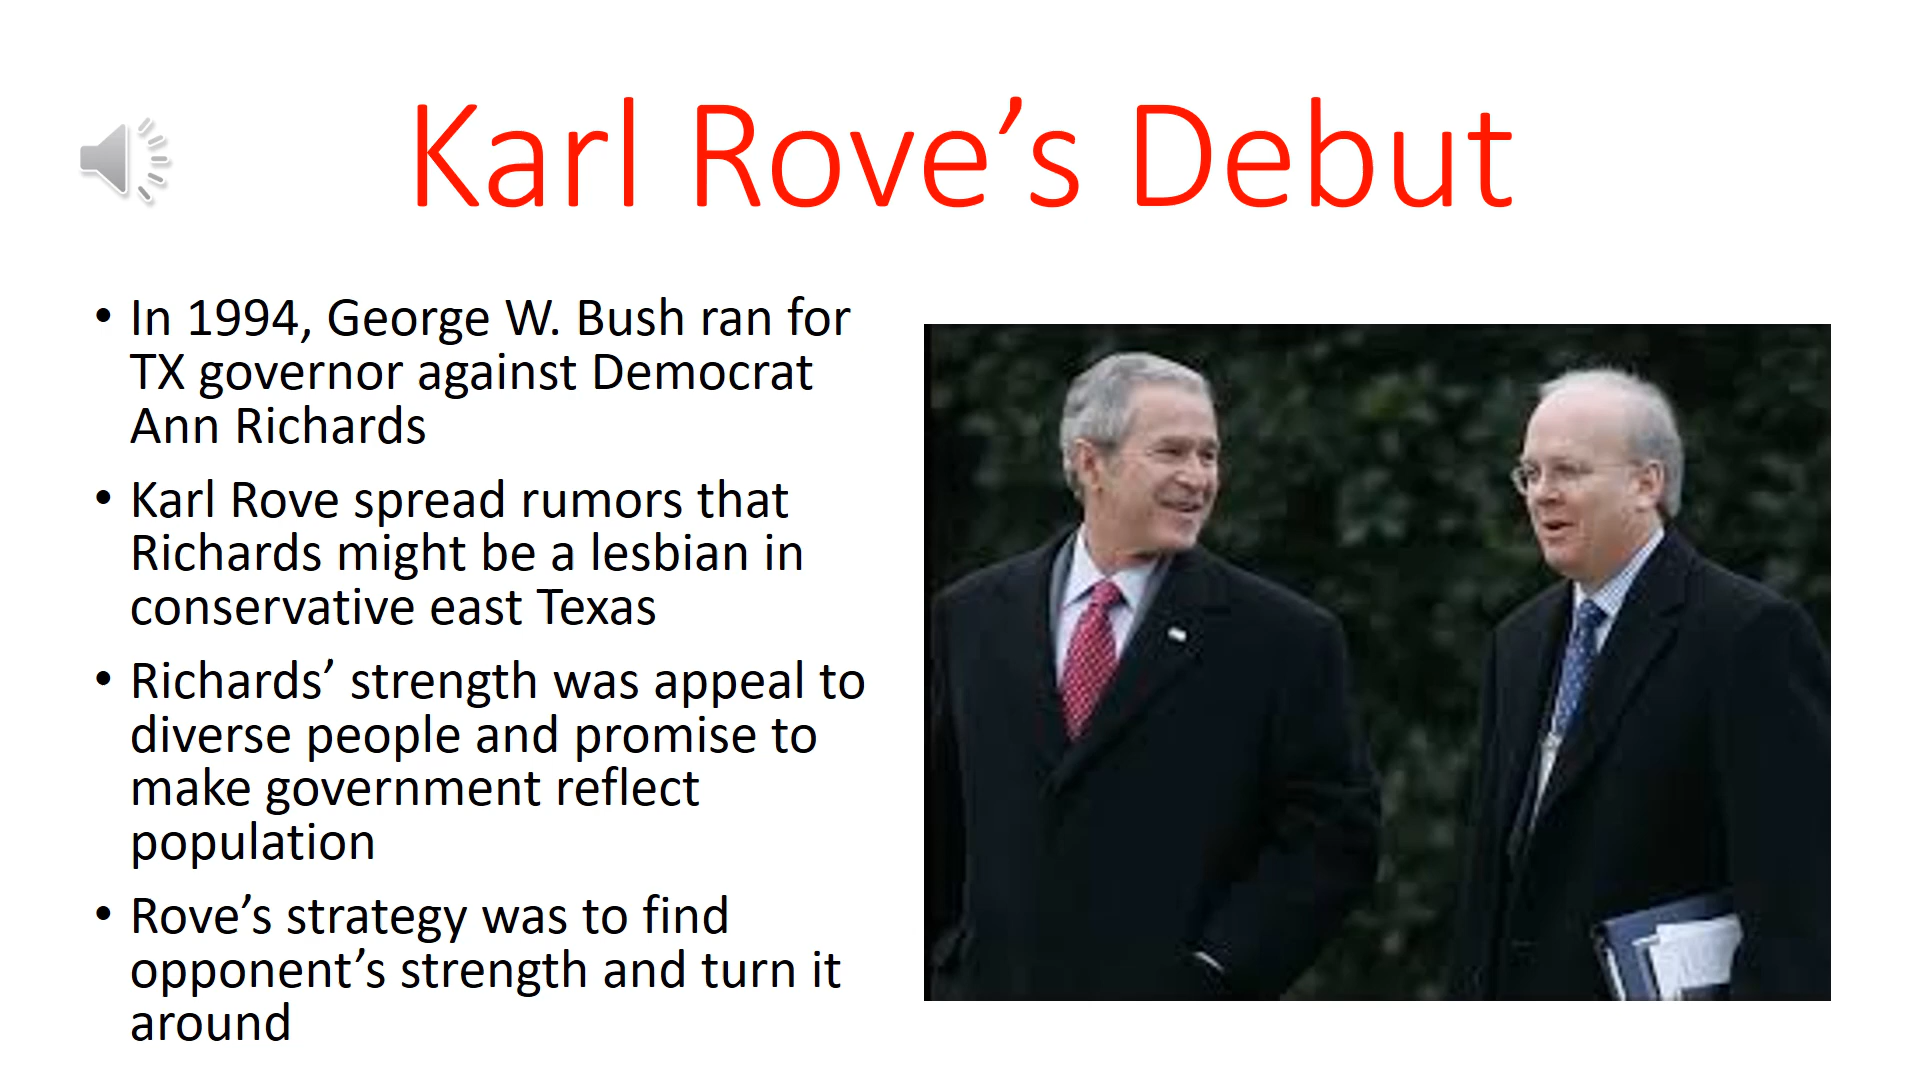 Karl Rove’s Debut
• In 1994, George W. Bush ran for
TX governor against Democrat
Ann Richards
• Karl Rove spread rumors that
Richards might be a lesbian in
conservative east Texas
• Richards’ strength was appeal to
diverse people and promise to
make government reflect
population
• Rove’s strategy was to find
opponent’s strength and turn it
around